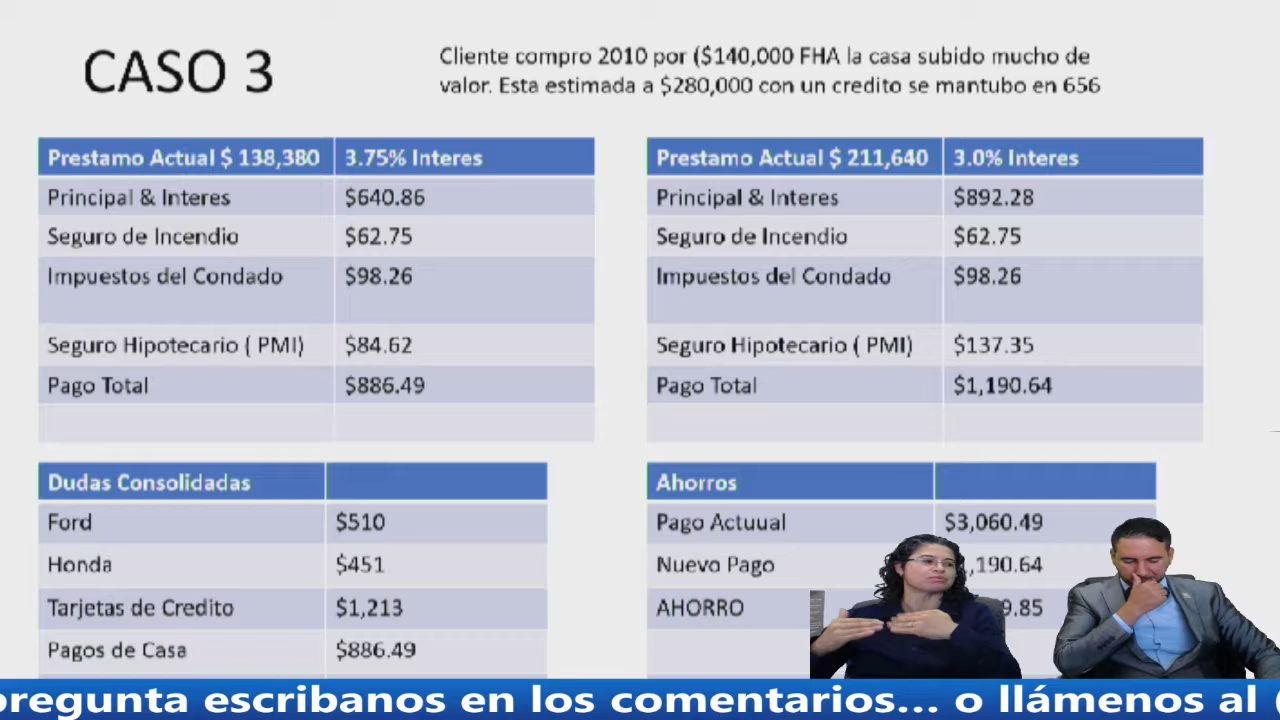 CASO 3
Cliente compro 2010 por ($140,000 FHA la casa subido mucho de
valor. Esta estimada a $280,000 con un credito se mantubo en 656
Prestamo Actual $ 138,380 3.75% Interes
Principal & Interes $640.86
Seguro de Incendio $62.75
Impuestos del Condado $98.26
Seguro Hipotecario ( PMI) $84.62
Pago Total $886.49
Prestamo Actual $ 211,640 3.0% Interes
Principal & Interes $892.28
Seguro de Incendio $62.75
Impuestos del Condado $98.26
Seguro Hipotecario ( PMI) $137.35
Pago Total $1,190.64
Dudas Consolidadas
Ford $510
Honda $451
Tarjetas de Credito $1,213
Pagos de Casa $886.49
Ahorros
Pago Actuual $3,060.49
Nuevo Pago ,190.64
AHORRO 9.85
pregunta escribanos en los comentarios... o llámenos al (